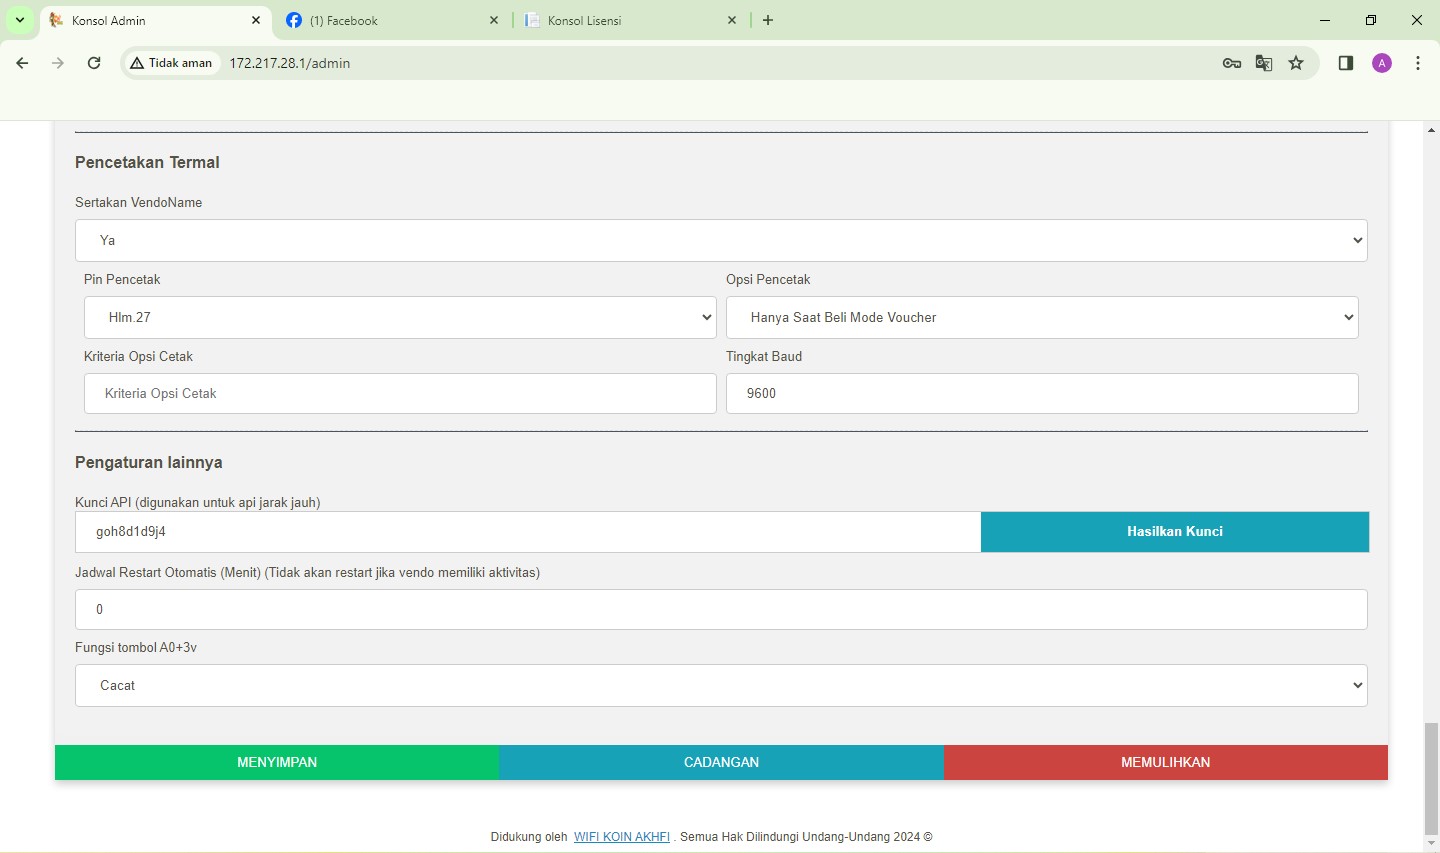 Konsol Admin
(1) Facebook
Konsol Lisensi
Tidak aman
172.217.28.1/admin
A
Pencetakan Termal
Sertakan VendoName
Ya
Pin Pencetak
Opsi Pencetak
Hlm.27
Hanya Saat Beli Mode Voucher
Kriteria Opsi Cetak
Tingkat Baud
Kriteria Opsi Cetak
9600
Pengaturan lainnya
Kunci API (digunakan untuk api jarak jauh)
goh8d1d9j4
Hasilkan Kunci
Jadwal Restart Otomatis (Menit) (Tidak akan restart jika vendo memiliki aktivitas)
0
Fungsi tombol A0+3v
Cacat
MENYIMPAN
CADANGAN
MEMULIHKAN
Didukung oleh WIFI KOIN AKHFI . Semua Hak Dilindungi Undang-Undang 2024 ©